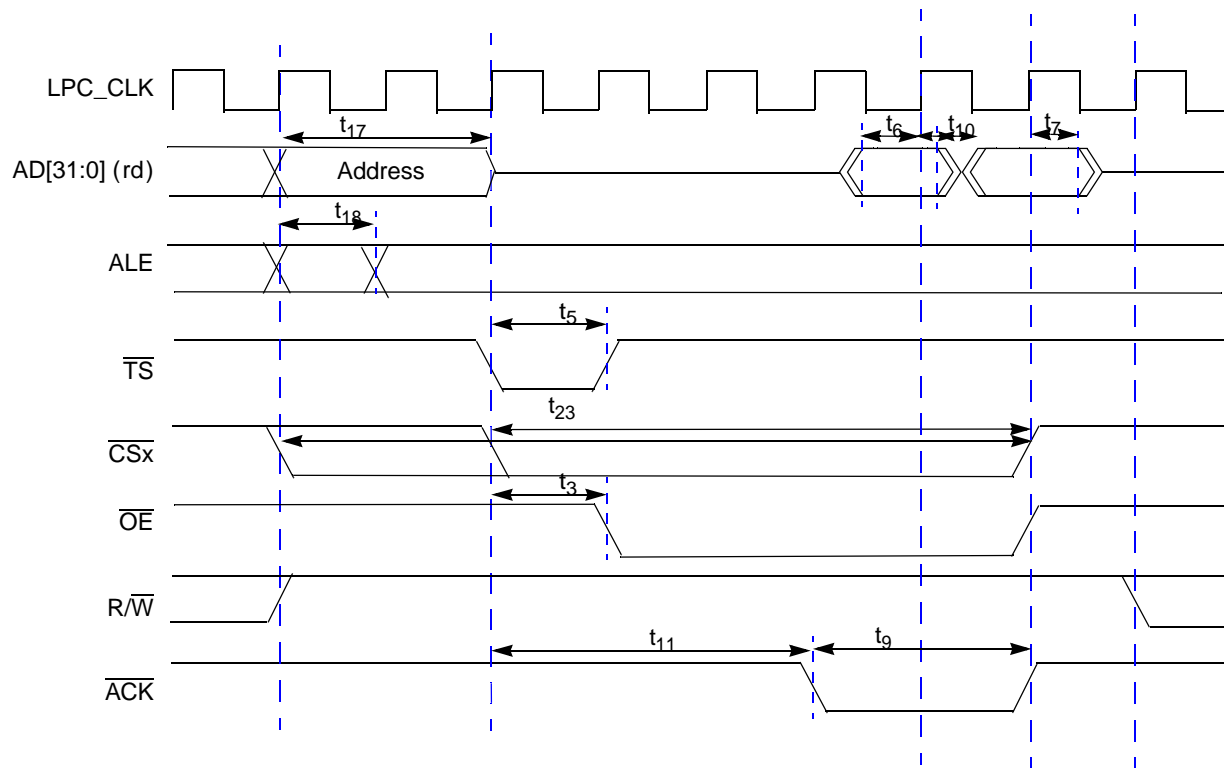 LPC_CLK
t17
t6
t10
t7
AD[31:0] (rd)
Address
t18
ALE
t5
TS
t23
CSx
t3
OE
R/W
t11
t9
ACK